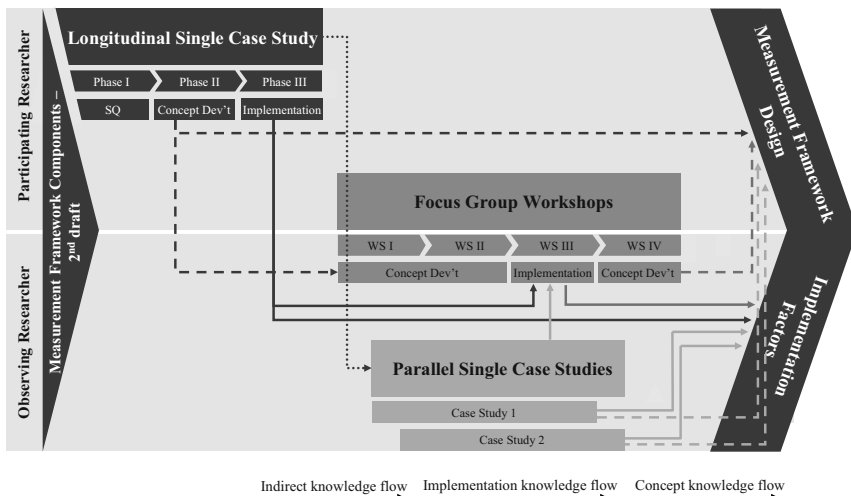 Participating Researcher
Observing Researcher
Measurement Framework Components –
2nd draft
Longitudinal Single Case Study
Phase I Phase II Phase III
SQ Concept Dev't Implementation
Focus Group Workshops
WS I WS II WS III WS IV
Concept Dev't Implementation Concept Dev't
Parallel Single Case Studies
Case Study 1
Case Study 2
Measurement Framework
Design
Implementation
Factors
Indirect knowledge flow Implementation knowledge flow Concept knowledge flow